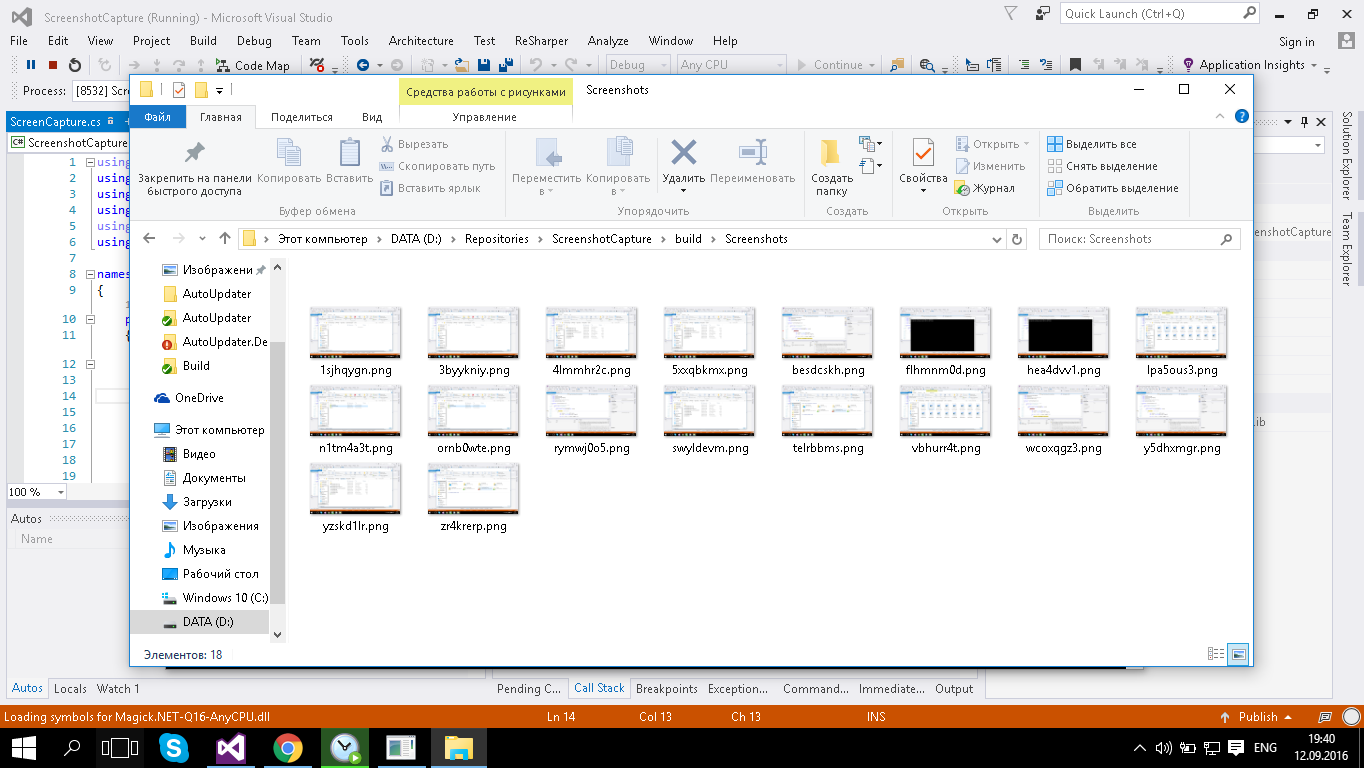 ScreenshotCapture (Running) - Microsoft Visual Studio
Quick Launch (Ctrl+Q)
File Edit View Project Build Debug Team Tools Architecture Test ReSharper Analyze Window Help
Sign in
Code Map Debug Any CPU Continue Application Insights
Process: [8532] Scre
Средства работы с рисунками Screenshots
ScreenCapture.cs
Файл Главная Поделиться Вид Управление
ScreenshotCapture
Закрепить на панели быстрого доступа
Копировать
Вставить
Вырезать
Скопировать путь
Вставить ярлык
Буфер обмена
Переместить в
Копировать в
Удалить
Переименовать
Упорядочить
Создать папку
Создать
Свойства
Открыть
Изменить
Журнал
Открыть
Выделить все
Снять выделение
Обратить выделение
Выделить
Solution Explorer
Team Explorer
enshotCapture
Lib
1 using
2 using
3 using
4 using
5 using
6 using
7
8 names
9 {
10 p
11 {
12
13
14
15
16
17
18
19
100 %
Autos
Name
Этот компьютер DATA (D:) Repositories ScreenshotCapture build Screenshots
Поиск: Screenshots
Изображени
AutoUpdater
AutoUpdater
AutoUpdater.De
Build
OneDrive
Этот компьютер
Видео
Документы
Загрузки
Изображения
Музыка
Рабочий стол
Windows 10 (C:)
DATA (D:)
1sjhqygn.png 3byykniy.png 4lmmhr2c.png 5xxqbkmx.png besdcskh.png flhmnm0d.png hea4dvv1.png lpa5ous3.png
n1tm4a3t.png ornb0wte.png rymwj0o5.png swyldevm.png telrbbms.png vbhurr4t.png wcoxqgz3.png y5dhxmgr.png
yzskd1lr.png zr4krerp.png
Элементов: 18
Autos Locals Watch 1
Pending C... Call Stack Breakpoints Exception... Command... Immediate... Output
Loading symbols for Magick.NET-Q16-AnyCPU.dll Ln 14 Col 13 Ch 13 INS Publish
ENG
19:40
12.09.2016